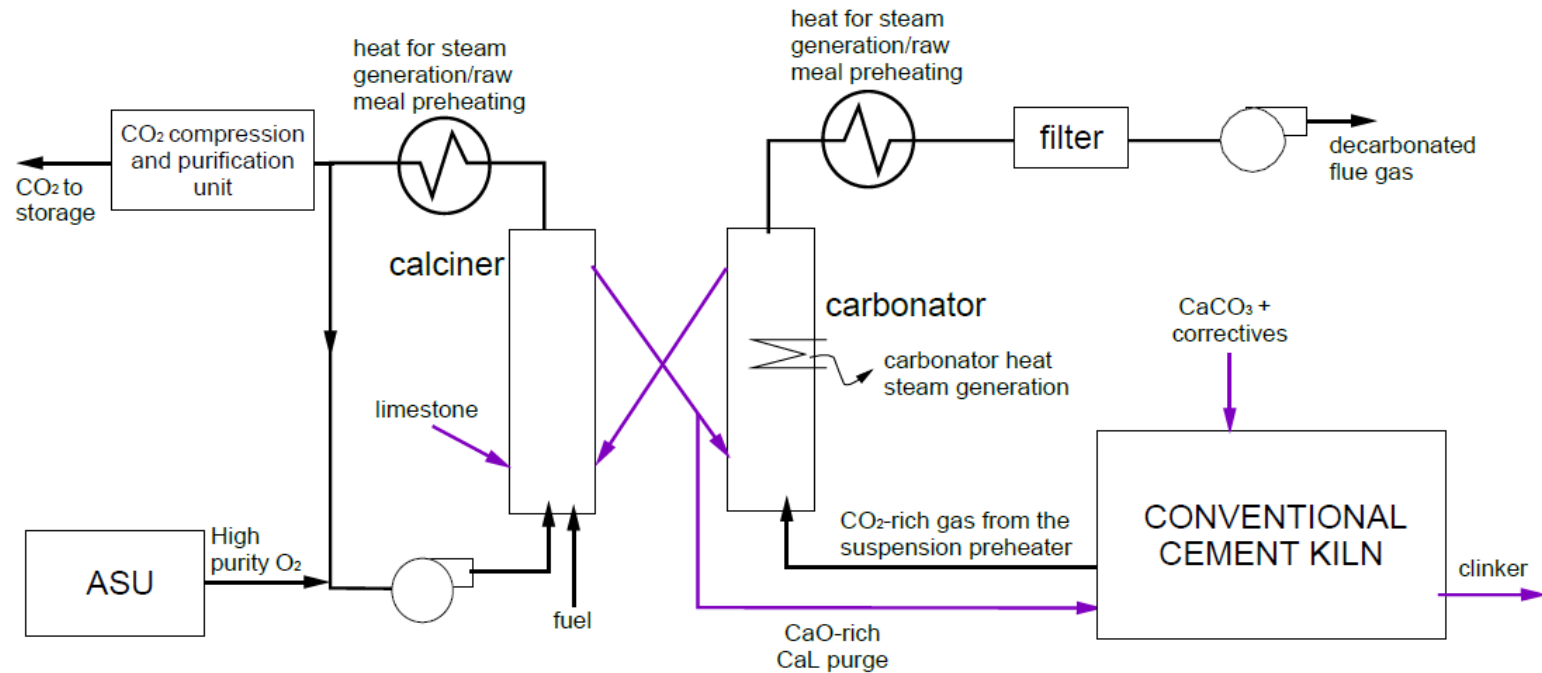 heat for steam
generation/raw
meal preheating
heat for steam
generation/raw
meal preheating
CO₂ compression
and purification
unit
CO₂ to
storage
filter
decarbonated
flue gas
calciner
carbonator
carbonator heat
steam generation
CaCO₃ +
correctives
limestone
CO₂-rich gas from the
suspension preheater
CONVENTIONAL
CEMENT KILN
clinker
ASU
High
purity O₂
fuel
CaO-rich
CaL purge